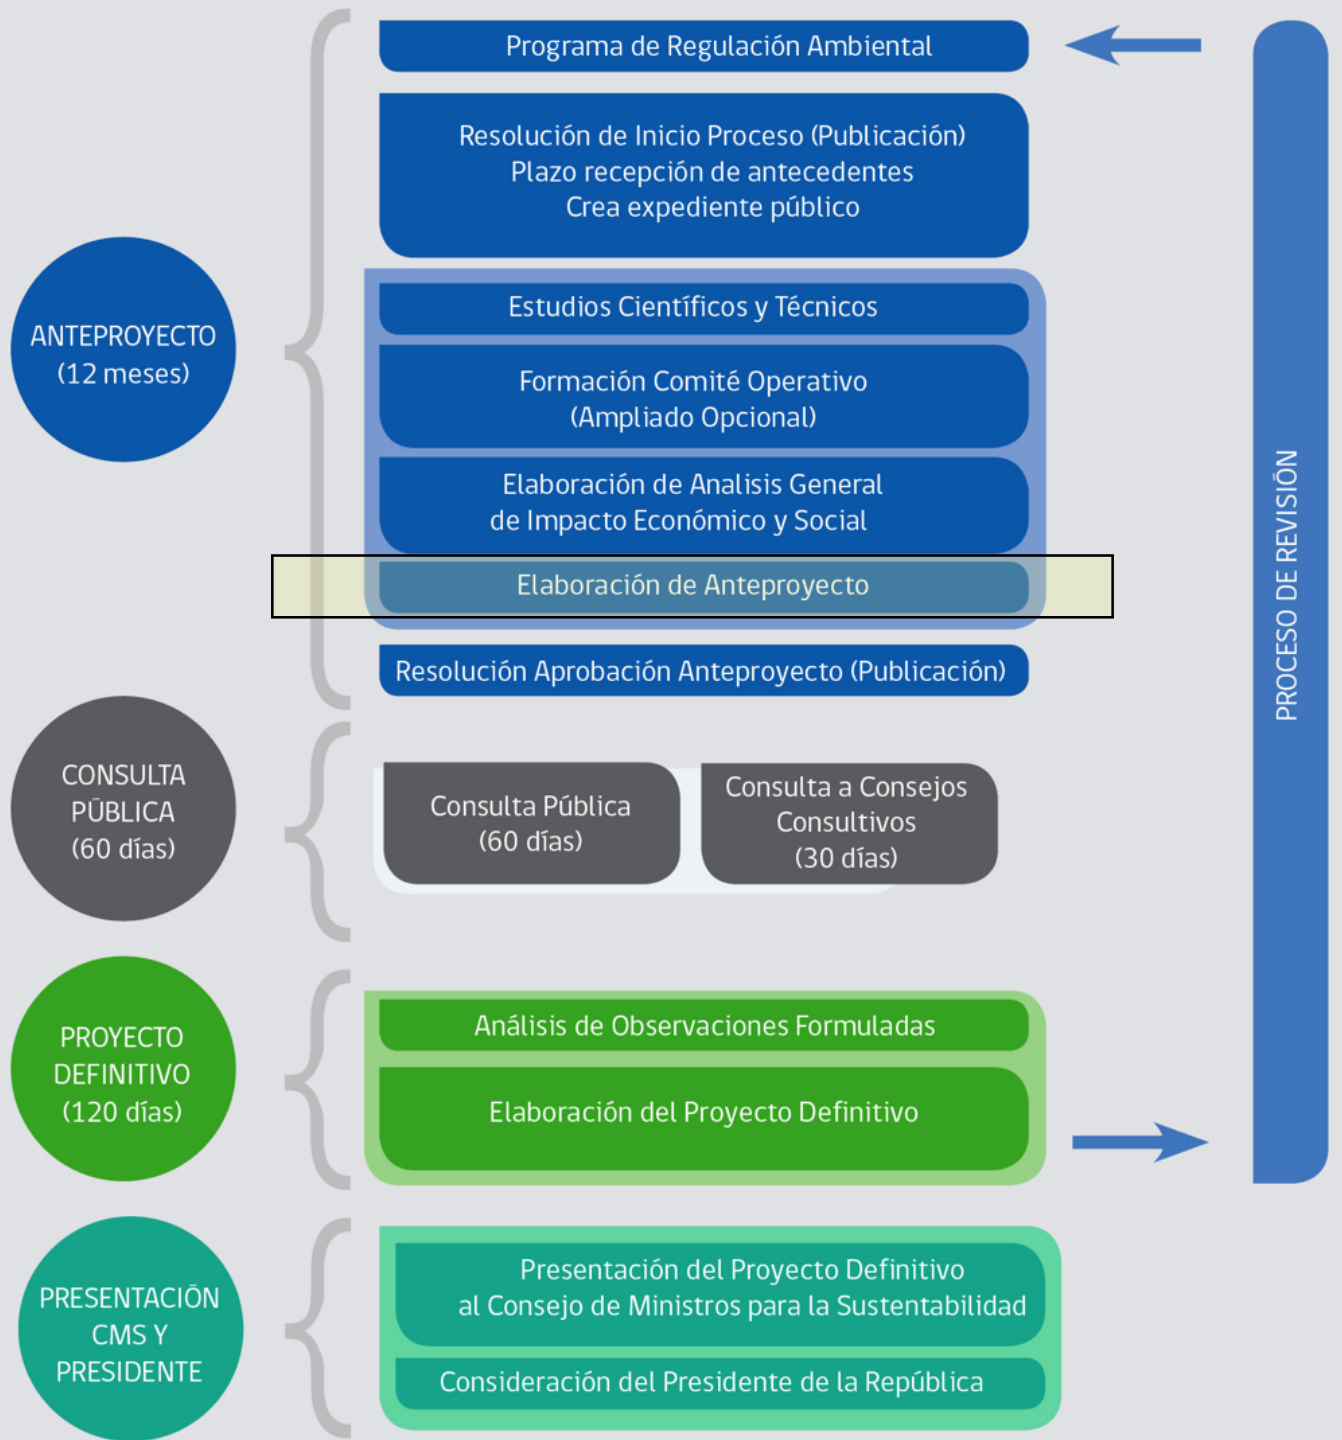 Programa de Regulación Ambiental
Resolución de Inicio Proceso (Publicación)
Plazo recepción de antecedentes
Crea expediente público
ANTEPROYECTO
(12 meses)
Estudios Científicos y Técnicos
Formación Comité Operativo
(Ampliado Opcional)
Elaboración de Analisis General
de Impacto Económico y Social
Elaboración de Anteproyecto
Resolución Aprobación Anteproyecto (Publicación)
PROCESO DE REVISIÓN
CONSULTA
PÚBLICA
(60 días)
Consulta Pública
(60 días)
Consulta a Consejos
Consultivos
(30 días)
PROYECTO
DEFINITIVO
(120 días)
Análisis de Observaciones Formuladas
Elaboración del Proyecto Definitivo
PRESENTACIÓN
CMS Y
PRESIDENTE
Presentación del Proyecto Definitivo
al Consejo de Ministros para la Sustentabilidad
Consideración del Presidente de la República